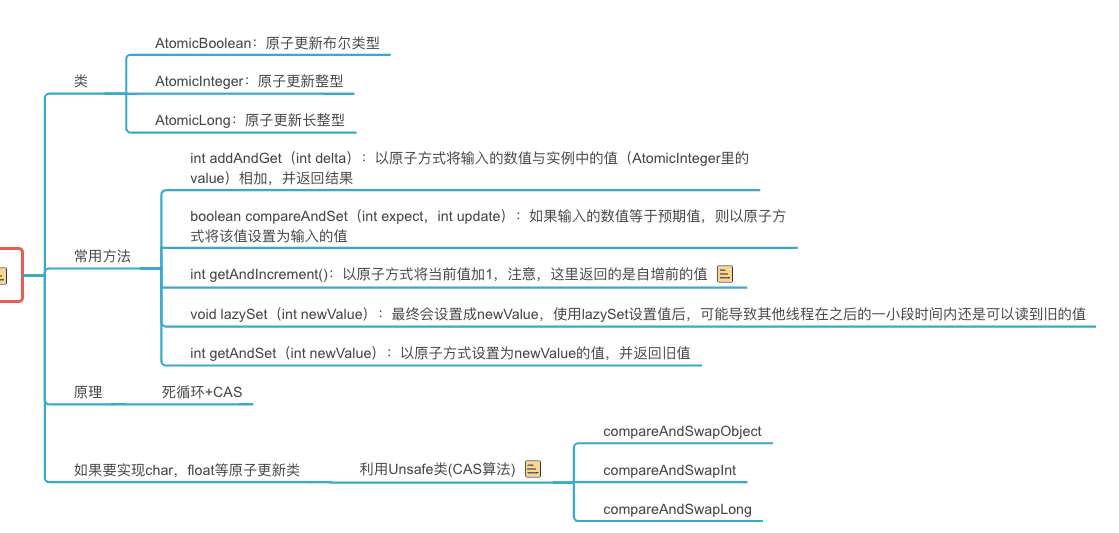 类
AtomicBoolean：原子更新布尔类型
AtomicInteger：原子更新整型
AtomicLong：原子更新长整型
常用方法
int addAndGet（int delta）：以原子方式将输入的数值与实例中的值（AtomicInteger里的
value）相加，并返回结果
boolean compareAndSet（int expect，int update）：如果输入的数值等于预期值，则以原子方
式将该值设置为输入的值
int getAndIncrement()：以原子方式将当前值加1，注意，这里返回的是自增前的值
void lazySet（int newValue）：最终会设置成newValue，使用lazySet设置值后，可能导致其他线程在之后的一小段时间内还是可以读到旧的值
int getAndSet（int newValue）：以原子方式设置为newValue的值，并返回旧值
原理
死循环+CAS
如果要实现char，float等原子更新类
利用Unsafe类(CAS算法)
compareAndSwapObject
compareAndSwapInt
compareAndSwapLong